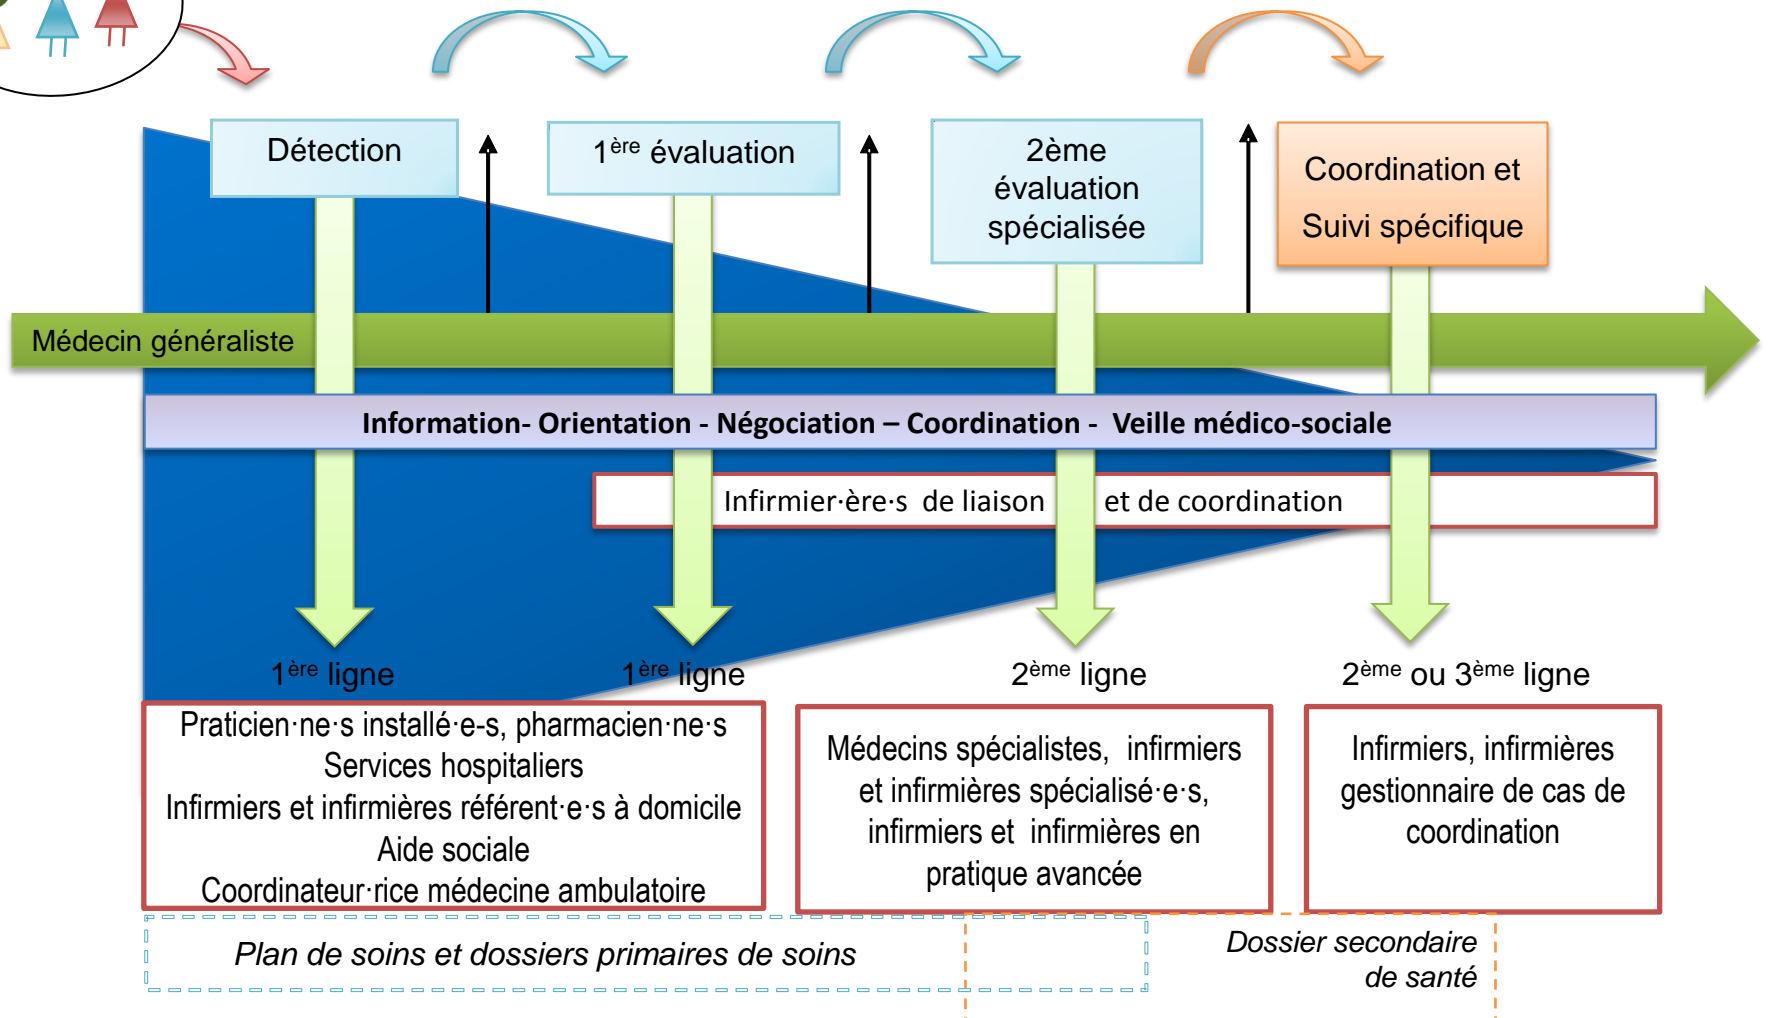 Détection
1ère évaluation
2ème
évaluation
spécialisée
Coordination et
Suivi spécifique
Médecin généraliste
Information- Orientation - Négociation – Coordination - Veille médico-sociale
Infirmier·ère·s de liaison et de coordination
1ère ligne
1ère ligne
2ème ligne
2ème ou 3ème ligne
Praticien·ne·s installé·e-s, pharmacien·ne·s
Services hospitaliers
Infirmiers et infirmières référent·e·s à domicile
Aide sociale
Coordinateur·rice médecine ambulatoire
Médecins spécialistes, infirmiers
et infirmières spécialisé·e·s,
infirmiers et infirmières en
pratique avancée
Infirmiers, infirmières
gestionnaire de cas de
coordination
Plan de soins et dossiers primaires de soins
Dossier secondaire
de santé